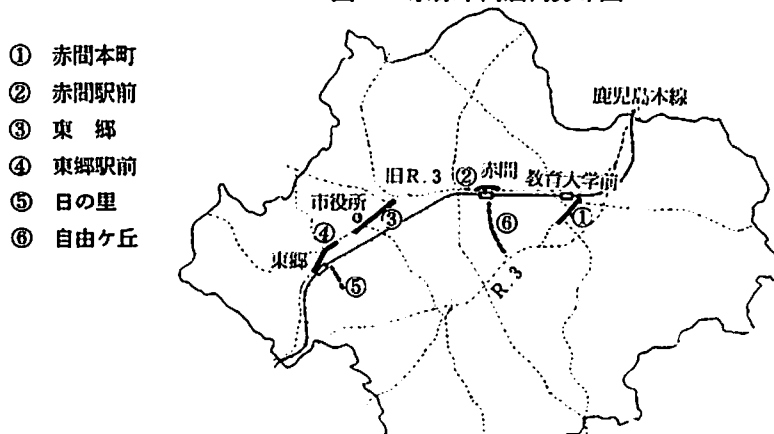 ① 赤間本町
② 赤間駅前
③ 東 郷
④ 東郷駅前
⑤ 日の里
⑥ 自由ケ丘
鹿児島本線
旧R.3
②
赤間
教育大学前
市役所
③
⑥
①
④
東郷
⑤
R.3